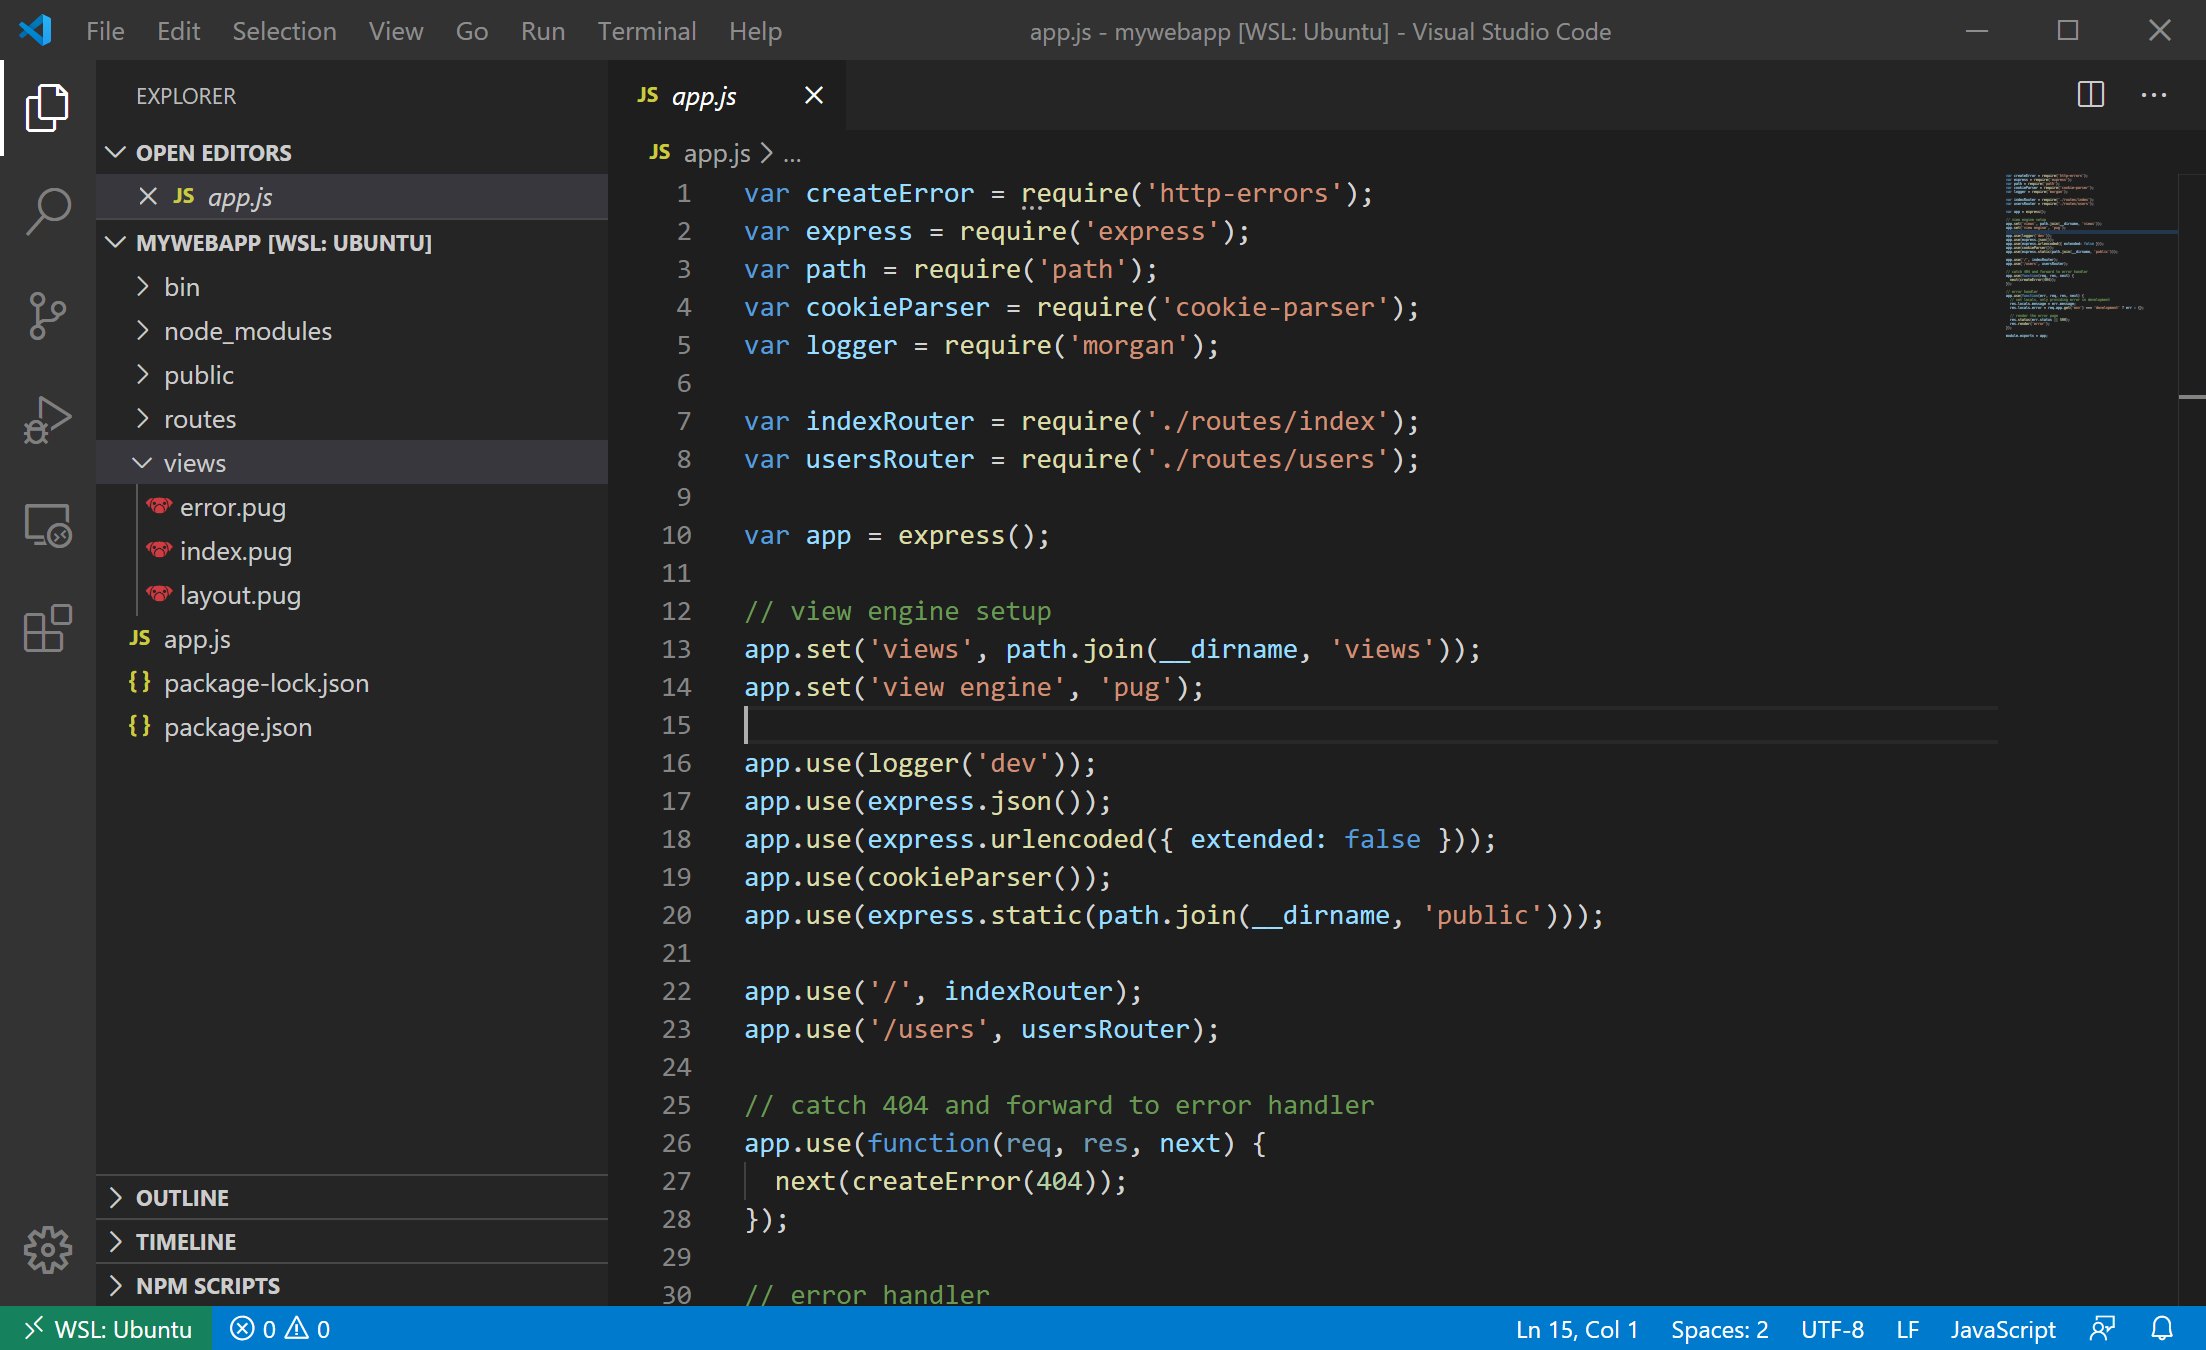 File Edit Selection View Go Run Terminal Help
app.js - mywebapp [WSL: Ubuntu] - Visual Studio Code
EXPLORER
OPEN EDITORS
JS app.js
MYWEBAPP [WSL: UBUNTU]
bin
node_modules
public
routes
views
error.pug
index.pug
layout.pug
JS app.js
{} package-lock.json
{} package.json
OUTLINE
TIMELINE
NPM SCRIPTS
JS app.js
JS app.js > ...
1 var createError = require('http-errors');
2 var express = require('express');
3 var path = require('path');
4 var cookieParser = require('cookie-parser');
5 var logger = require('morgan');
6
7 var indexRouter = require('./routes/index');
8 var usersRouter = require('./routes/users');
9
10 var app = express();
11
12 // view engine setup
13 app.set('views', path.join(__dirname, 'views'));
14 app.set('view engine', 'pug');
15
16 app.use(logger('dev'));
17 app.use(express.json());
18 app.use(express.urlencoded({ extended: false }));
19 app.use(cookieParser());
20 app.use(express.static(path.join(__dirname, 'public')));
21
22 app.use('/', indexRouter);
23 app.use('/users', usersRouter);
24
25 // catch 404 and forward to error handler
26 app.use(function(req, res, next) {
27 next(createError(404));
28 });
29
30 // error handler
WSL: Ubuntu 0 0
Ln 15, Col 1 Spaces: 2 UTF-8 LF JavaScript